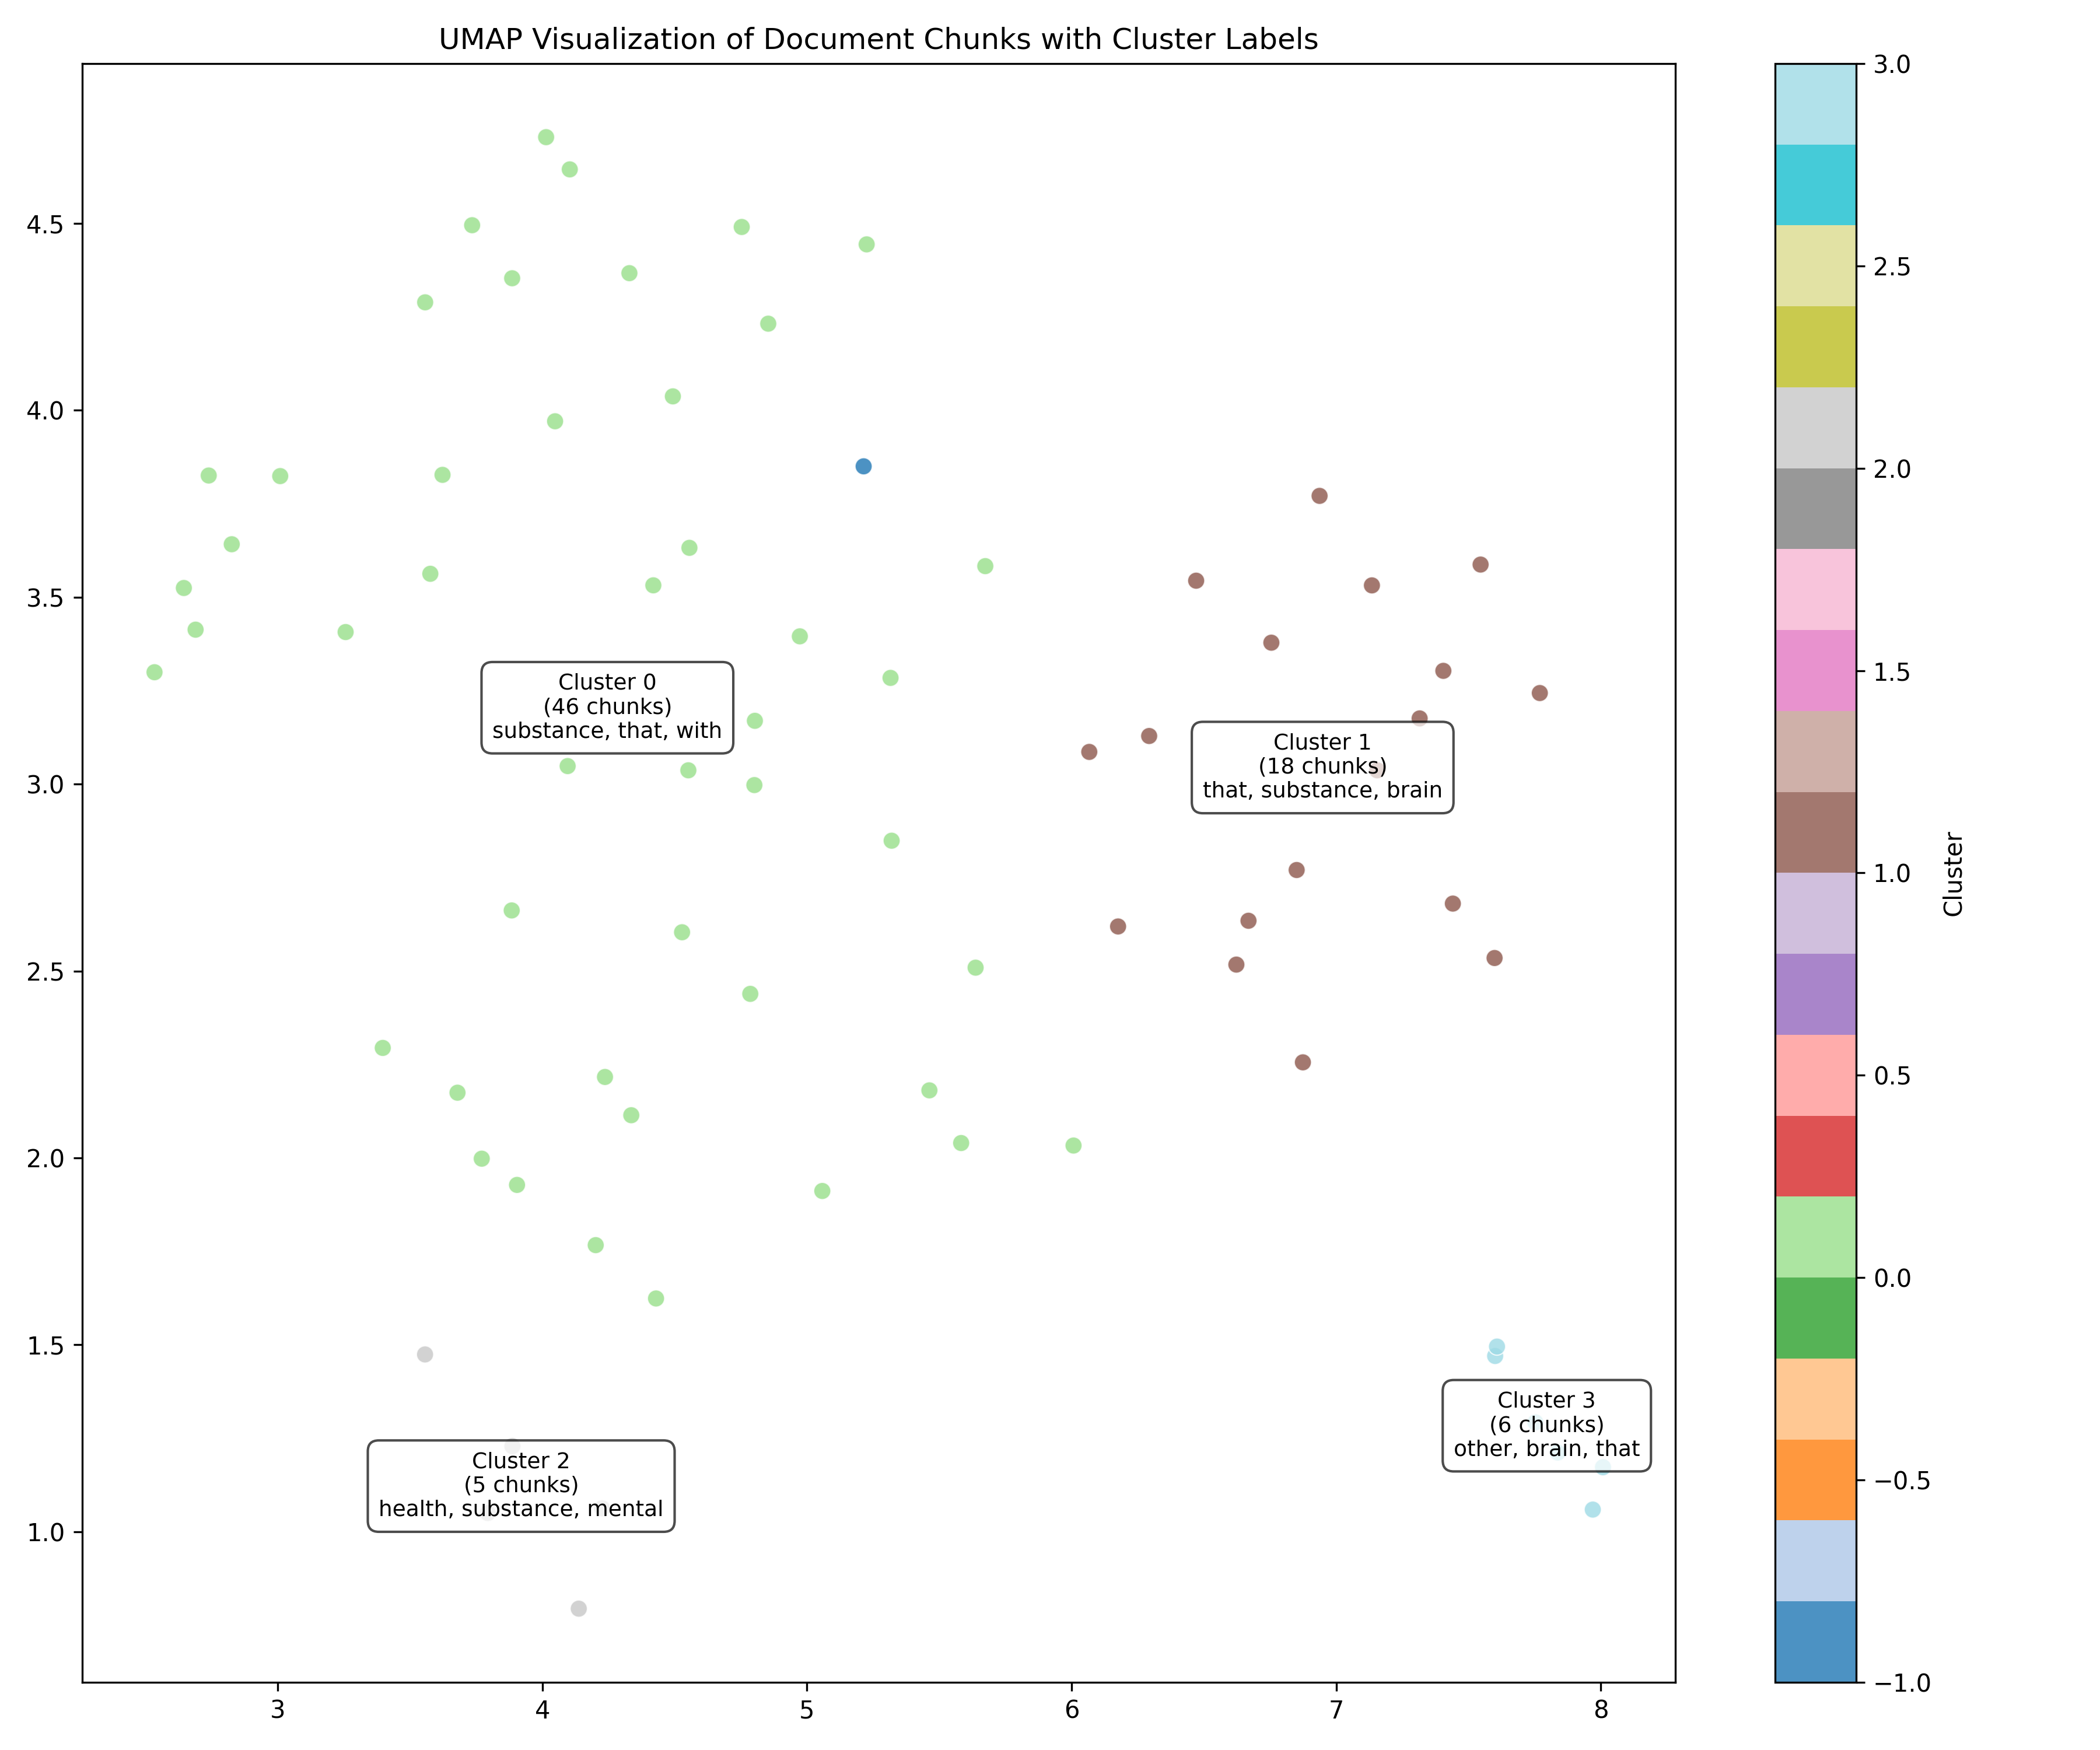 UMAP Visualization of Document Chunks with Cluster Labels
4.5
4.0
3.5
3.0
2.5
2.0
1.5
1.0
3
4
5
6
7
8
Cluster 0
(46 chunks)
substance, that, with
Cluster 1
(18 chunks)
that, substance, brain
Cluster 2
(5 chunks)
health, substance, mental
Cluster 3
(6 chunks)
other, brain, that
3.0
2.5
2.0
1.5
1.0
0.5
0.0
−0.5
−1.0
Cluster